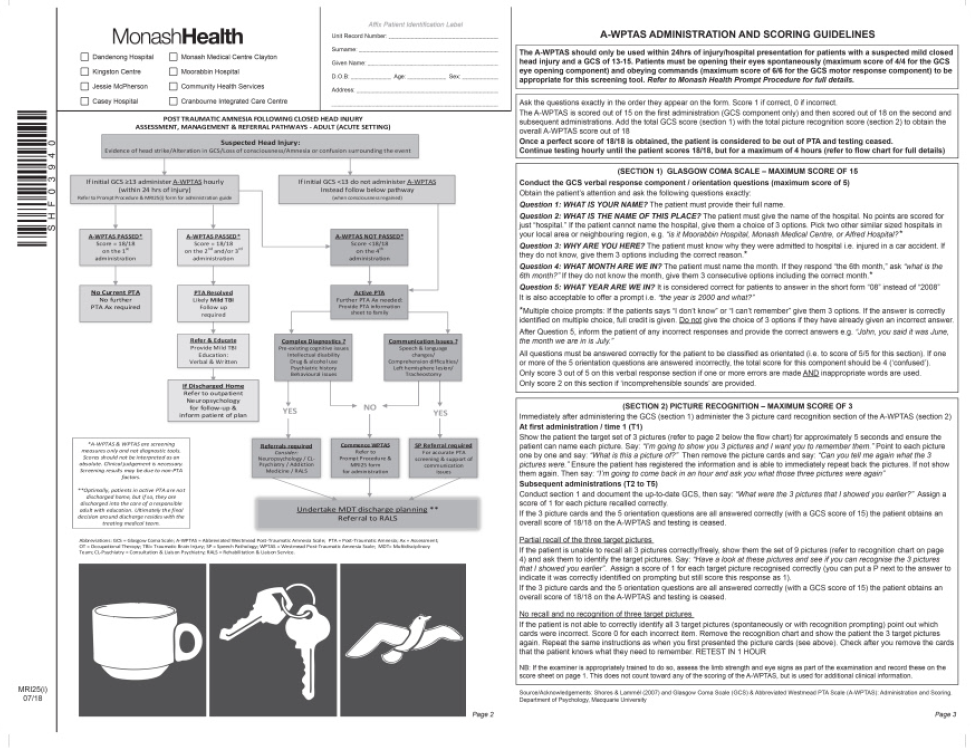 MonashHealth
Dandenong Hospital
Monash Medical Centre Clayton
Kingston Centre
Moorabbin Hospital
Jessie McPherson
Community Health Services
Casey Hospital
Cranbourne Integrated Care Centre
Affix Patient Identification Label
Unit Record Number:
Surname:
Given Name:
D.O.B: Age: Sex:
Address:
SHF03940
POST TRAUMATIC AMNESIA FOLLOWING CLOSED HEAD INJURY
ASSESSMENT, MANAGEMENT & REFERRAL PATHWAYS - ADULT (ACUTE SETTING)
Suspected Head Injury:
Evidence of head strike/Alteration in GCS/Loss of consciousness/Amnesia or confusion surrounding the event
If initial GCS ≥13 administer A-WPTAS hourly
(within 24 hrs of injury)
Refer to Prompt Procedure & MRI25(i) form for administration guide
If initial GCS <13 do not administer A-WPTAS
Instead follow below pathway
(when consciousness regained)
A-WPTAS PASSED*
Score = 18/18
on the 1st
administration
A-WPTAS PASSED*
Score = 18/18
on the 2nd and/or 3rd
administration
A-WPTAS NOT PASSED*
Score <18/18
on the 4th
administration
No Current PTA
No further
PTA Ax required
PTA Resolved
Likely Mild TBI
Follow up
required
Active PTA
Further PTA Ax needed:
Provide PTA information
sheet to family
Refer & Educate
Provide Mild TBI
Education:
Verbal & Written
Complex Diagnostics ?
Pre-existing cognitive issues
Intellectual disability
Drug & alcohol use
Psychiatric history
Behavioural issues
Communication Issues ?
Speech & language
changes/
Comprehension difficulties/
Left hemisphere lesion/
Tracheostomy
If Discharged Home
Refer to outpatient
Neuropsychology
for follow-up &
inform patient of plan
YES
NO
YES
Referrals required
Consider:
Neuropsychology / CL-
Psychiatry / Addiction
Medicine / RALS
Commence WPTAS
Refer to
Prompt Procedure &
MRI25 form
for administration
SP Referral required
For accurate PTA
screening & support of
communication
issues
*A-WPTAS & WPTAS are screening
measures only and not diagnostic tools.
Scores should not be interpreted as an
absolute. Clinical judgement is necessary.
Screening results may be due to non-PTA
factors.
**Optimally, patients in active PTA are not
discharged home, but if so, they are
discharged into the care of a responsible
adult with education. Ultimately the final
decision around discharge resides with the
treating medical team.
Undertake MDT discharge planning **
Referral to RALS
Abbreviations: GCS = Glasgow Coma Scale; A-WPTAS = Abbreviated Westmead Post-Traumatic Amnesia Scale; PTA = Post-Traumatic Amnesia; Ax = Assessment;
OT = Occupational Therapy; TBI= Traumatic Brain Injury; SP = Speech Pathology; WPTAS = Westmead Post-Traumatic Amnesia Scale; MDT= Multidisciplinary
Team; CL-Psychiatry = Consultation & Liaison Psychiatry; RALS = Rehabilitation & Liaison Service.
MRI25(i)
07/18
Page 2
A-WPTAS ADMINISTRATION AND SCORING GUIDELINES
The A-WPTAS should only be used within 24hrs of injury/hospital presentation for patients with a suspected mild closed
head injury and a GCS of 13-15. Patients must be opening their eyes spontaneously (maximum score of 4/4 for the GCS
eye opening component) and obeying commands (maximum score of 6/6 for the GCS motor response component) to be
appropriate for this screening tool. Refer to Monash Health Prompt Procedure for full details.
Ask the questions exactly in the order they appear on the form. Score 1 if correct, 0 if incorrect.
The A-WPTAS is scored out of 15 on the first administration (GCS component only) and then scored out of 18 on the second and
subsequent administrations. Add the total GCS score (section 1) with the total picture recognition score (section 2) to obtain the
overall A-WPTAS score out of 18
Once a perfect score of 18/18 is obtained, the patient is considered to be out of PTA and testing ceased.
Continue testing hourly until the patient scores 18/18, but for a maximum of 4 hours (refer to flow chart for full details)
(SECTION 1) GLASGOW COMA SCALE – MAXIMUM SCORE OF 15
Conduct the GCS verbal response component / orientation questions (maximum score of 5)
Obtain the patient's attention and ask the following questions exactly:
Question 1: WHAT IS YOUR NAME? The patient must provide their full name.
Question 2: WHAT IS THE NAME OF THIS PLACE? The patient must give the name of the hospital. No points are scored for
just “hospital.” If the patient cannot name the hospital, give them a choice of 3 options. Pick two other similar sized hospitals in
your local area or neighbouring region, e.g. “is it Moorabbin Hospital, Monash Medical Centre, or Alfred Hospital?”*
Question 3: WHY ARE YOU HERE? The patient must know why they were admitted to hospital i.e. injured in a car accident. If
they do not know, give them 3 options including the correct reason.*
Question 4: WHAT MONTH ARE WE IN? The patient must name the month. If they respond “the 6th month,” ask “what is the
6th month?” If they do not know the month, give them 3 consecutive options including the correct month.*
Question 5: WHAT YEAR ARE WE IN? It is considered correct for patients to answer in the short form “08” instead of “2008”
It is also acceptable to offer a prompt i.e. “the year is 2000 and what?”
*Multiple choice prompts: If the patients says “I don't know” or “I can't remember” give them 3 options. If the answer is correctly
identified on multiple choice, full credit is given. Do not give the choice of 3 options if they have already given an incorrect answer.
After Question 5, inform the patient of any incorrect responses and provide the correct answers e.g. “John, you said it was June,
the month we are in is July.”
All questions must be answered correctly for the patient to be classified as orientated (i.e. to score of 5/5 for this section). If one
or more of the 5 orientation questions are answered incorrectly, the total score for this component should be 4 (‘confused’).
Only score 3 out of 5 on this verbal response section if one or more errors are made AND inappropriate words are used.
Only score 2 on this section if ‘incomprehensible sounds’ are provided.
(SECTION 2) PICTURE RECOGNITION – MAXIMUM SCORE OF 3
Immediately after administering the GCS (section 1) administer the 3 picture card recognition section of the A-WPTAS (section 2)
At first administration / time 1 (T1)
Show the patient the target set of 3 pictures (refer to page 2 below the flow chart) for approximately 5 seconds and ensure the
patient can name each picture. Say: “I'm going to show you 3 pictures and I want you to remember them.” Point to each picture
one by one and say: “What is this a picture of?” Then remove the picture cards and say: “Can you tell me again what the 3
pictures were.” Ensure the patient has registered the information and is able to immediately repeat back the pictures. If not show
them again. Then say: “I'm going to come back in an hour and ask you what those three pictures were again”
Subsequent administrations (T2 to T5)
Conduct section 1 and document the up-to-date GCS, then say: “What were the 3 pictures that I showed you earlier?” Assign a
score of 1 for each picture recalled correctly.
If the 3 picture cards and the 5 orientation questions are all answered correctly (with a GCS score of 15) the patient obtains an
overall score of 18/18 on the A-WPTAS and testing is ceased.
Partial recall of the three target pictures
If the patient is unable to recall all 3 pictures correctly/freely, show them the set of 9 pictures (refer to recognition chart on page
4) and ask them to identify the target pictures. Say: “Have a look at these pictures and see if you can recognise the 3 pictures
that I showed you earlier”. Assign a score of 1 for each target picture recognised correctly (you can put a P next to the answer to
indicate it was correctly identified on prompting but still score this response as 1).
If the 3 picture cards and the 5 orientation questions are all answered correctly (with a GCS score of 15) the patient obtains an
overall score of 18/18 on the A-WPTAS and testing is ceased.
No recall and no recognition of three target pictures
If the patient is not able to correctly identify all 3 target pictures (spontaneously or with recognition prompting) point out which
cards were incorrect. Score 0 for each incorrect item. Remove the recognition chart and show the patient the 3 target pictures
again. Repeat the same instructions as when you first presented the picture cards (see above). Check after you remove the cards
that the patient knows what they need to remember. RETEST IN 1 HOUR
NB: If the examiner is appropriately trained to do so, assess the limb strength and eye signs as part of the examination and record these on the
score sheet on page 1. This does not count toward any of the scoring of the A-WPTAS, but is used for additional clinical information.
Source/Acknowledgements: Shores & Lammél (2007) and Glasgow Coma Scale (GCS) & Abbreviated Westmead PTA Scale (A-WPTAS): Administration and Scoring.
Department of Psychology, Macquarie University
Page 3